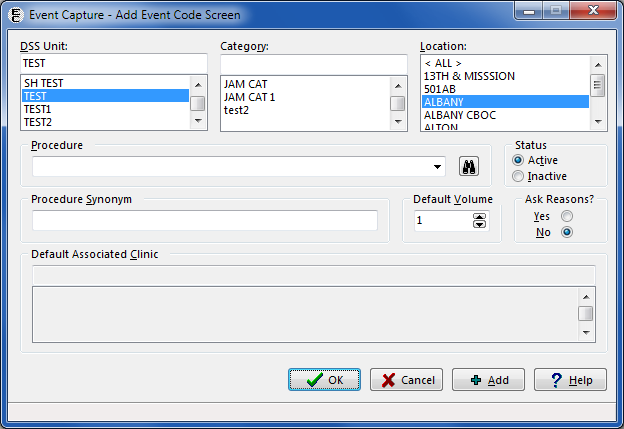 Event Capture - Add Event Code Screen
DSS Unit:
TEST
SH TEST
TEST
TEST1
TEST2
Category:
JAM CAT
JAM CAT 1
test2
Location:
< ALL >
13TH & MISSSION
501AB
ALBANY
ALBANY CBOC
ALTON
Procedure
Status
Active
Inactive
Procedure Synonym
Default Volume
1
Ask Reasons?
Yes
No
Default Associated Clinic
OK
Cancel
Add
? Help